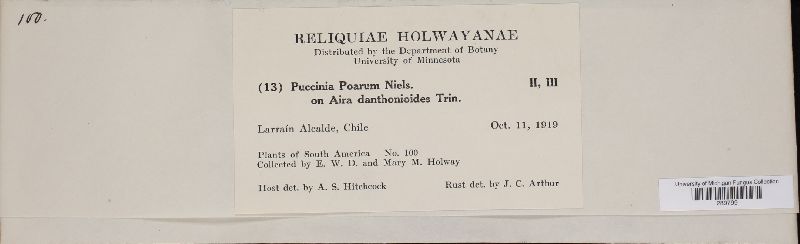 100.
RELIQUIAE HOLWAYANAE
Distributed by the Department of Botany
University of Minnesota
(13) Puccinia Poarum Niels. II, III
on Aira danthonioides Trin.
Larraín Alcalde, Chile Oct. 11, 1919
Plants of South America No. 100
Collected by E. W. D. and Mary M. Holway
Host det. by A. S. Hitchcock Rust det. by J. C. Arthur
University of Michigan Fungus Collection